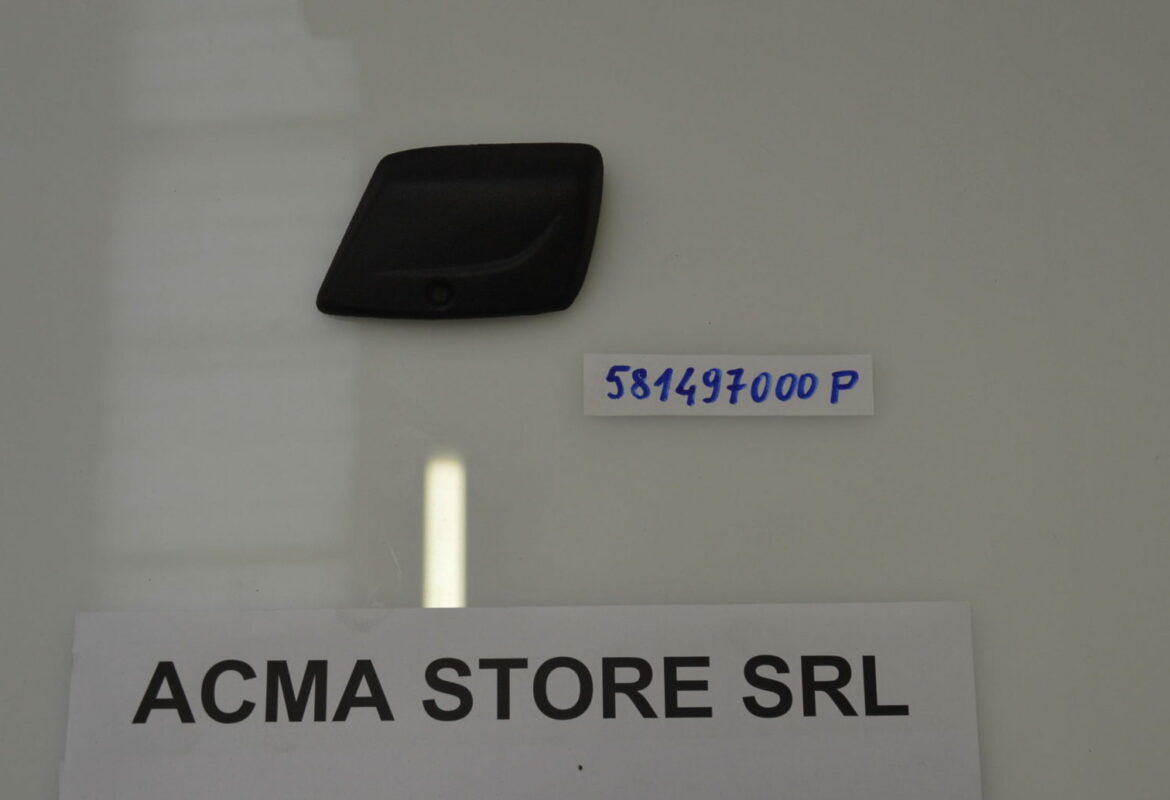 581497000 P
ACMA STORE SRL